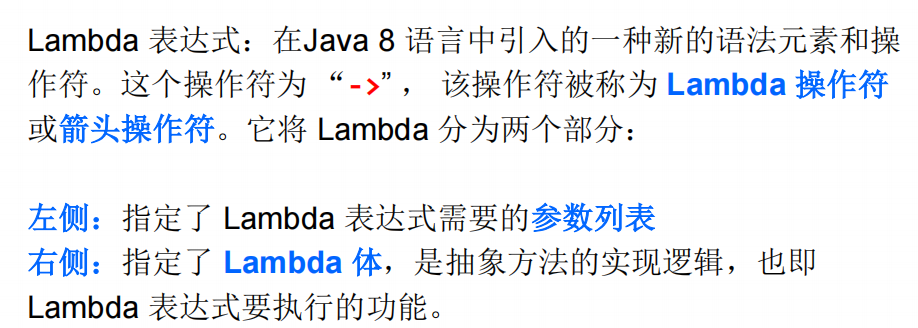 Lambda 表达式：在Java 8 语言中引入的一种新的语法元素和操
作符。这个操作符为 “->”， 该操作符被称为 Lambda 操作符
或箭头操作符。它将 Lambda 分为两个部分：
左侧：指定了 Lambda 表达式需要的参数列表
右侧：指定了 Lambda 体，是抽象方法的实现逻辑，也即
Lambda 表达式要执行的功能。